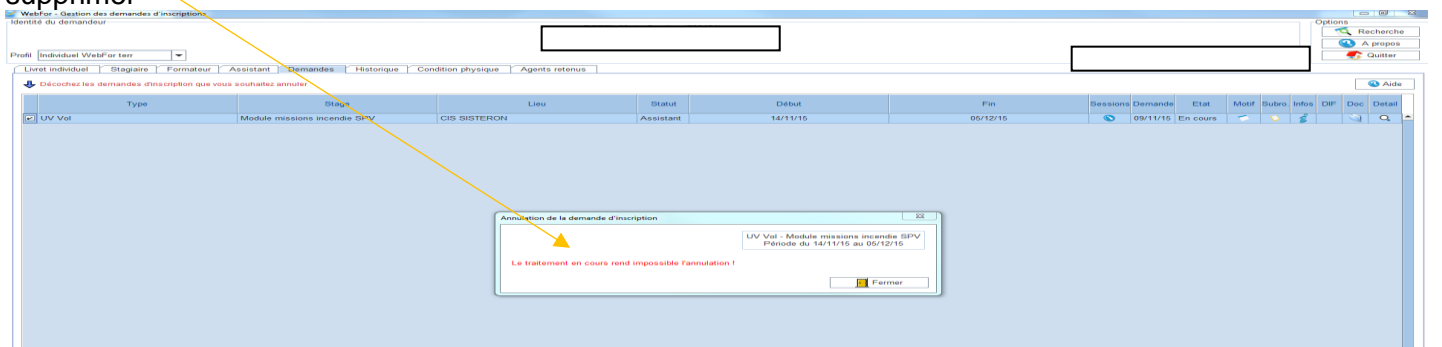 supprimer
WebFor - Gestion des demandes d'inscriptions
Identité du demandeur
Options
Recherche
Profil Individuel WebFor terr
A propos
Quitter
Livret individuel Stagiaire Formateur Assistant Demandes Historique Condition physique Agents retenus
Décochez les demandes d'inscription que vous souhaitez annuler
Aide
Type Stage Lieu Statut Début Fin Sessions Demande Etat Motif Subro. Infos DIF Doc Detail
UV Vol Module missions incendie SPV CIS SISTERON Assistant 14/11/15 05/12/15 09/11/15 En cours
Annulation de la demande d'inscription
UV Vol - Module missions incendie SPV
Période du 14/11/15 au 05/12/15
Le traitement en cours rend impossible l'annulation !
Fermer